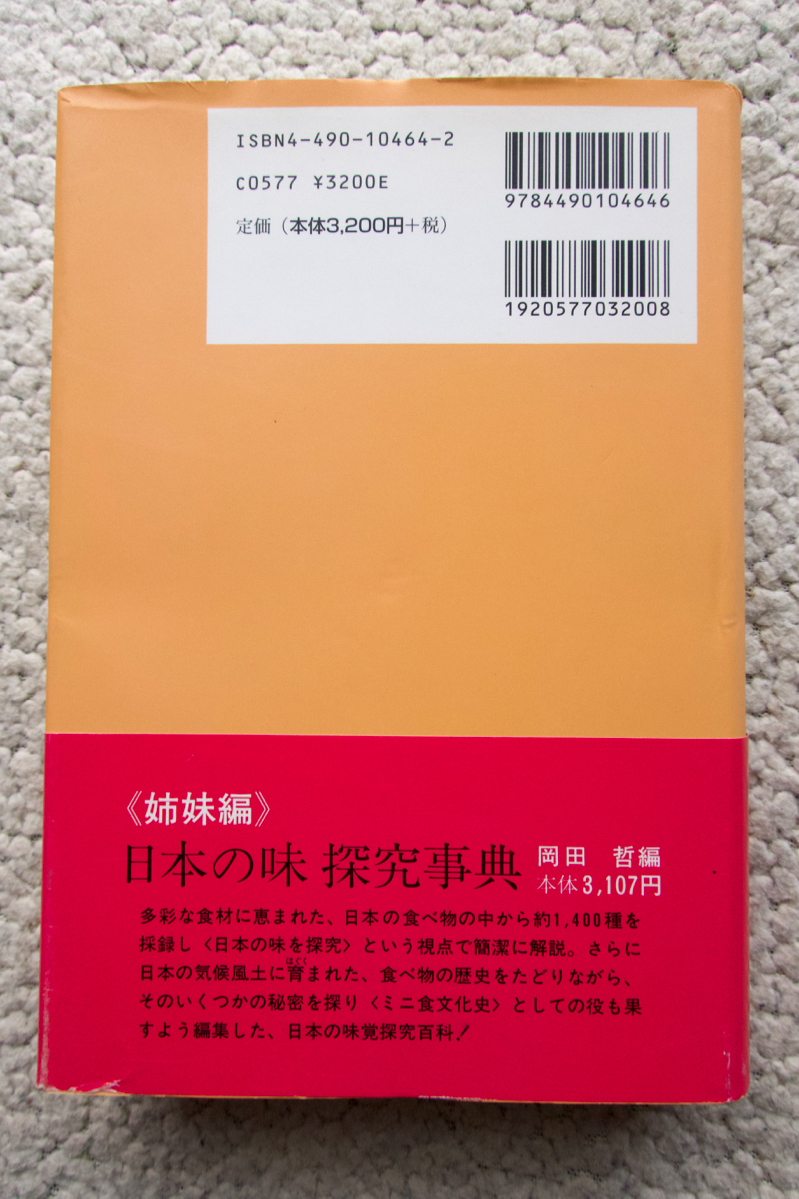 ISBN4-490-10464-2
C0577 ¥3200E
定価（本体3,200円＋税）
9784490104646
1920577032008
《姉妹編》
日本の味 探究事典
岡田 哲編
本体3,107円
多彩な食材に恵まれた、日本の食べ物の中から約1,400種を
採録し〈日本の味を探究〉という視点で簡潔に解説。さらに
はぐく
日本の気候風土に育まれた、食べ物の歴史をたどりながら、
そのいくつかの秘密を探り〈ミニ食文化史〉としての役も果
すよう編集した、日本の味覚探究百科！